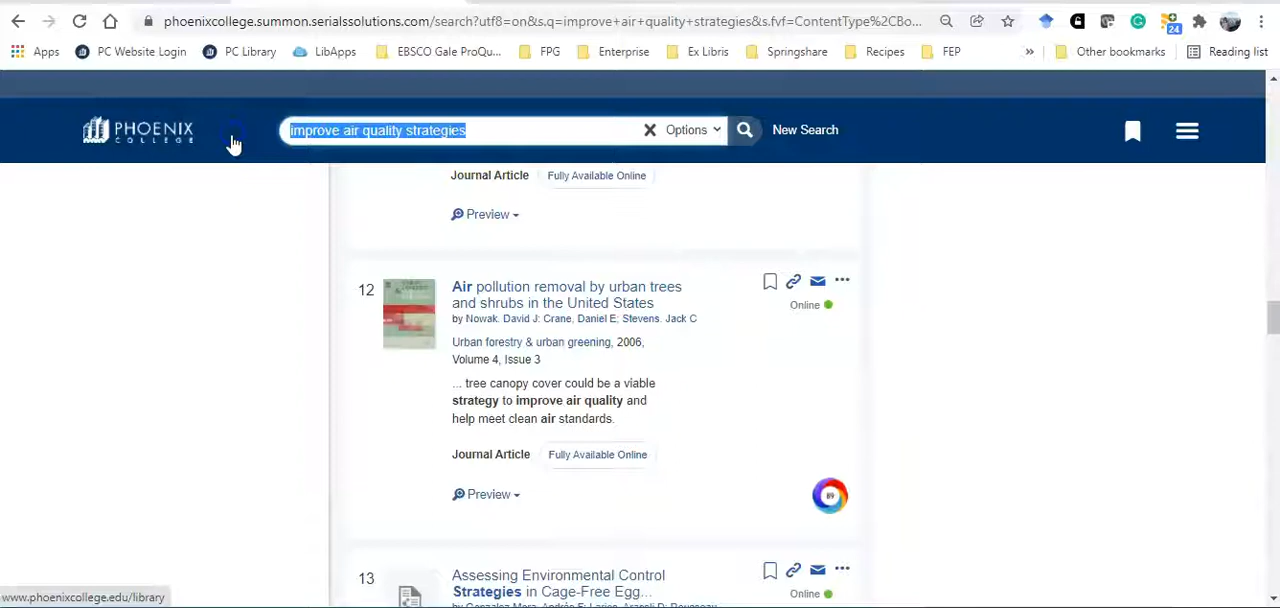 phoenixcollege.summon.serialssolutions.com/search?utf8=on&s.q=improve+air+quality+strategies&s.fvf=ContentType%2CBo...
24
Apps PC Website Login PC Library LibApps EBSCO Gale ProQu... FPG Enterprise Ex Libris Springshare Recipes FEP » Other bookmarks Reading list
PHOENIX
COLLEGE
improve air quality strategies
Options
New Search
Journal Article Fully Available Online
Preview
12
Air pollution removal by urban trees
and shrubs in the United States
Online
by Nowak, David J; Crane, Daniel E; Stevens, Jack C
Urban forestry & urban greening, 2006,
Volume 4, Issue 3
... tree canopy cover could be a viable
strategy to improve air quality and
help meet clean air standards.
Journal Article Fully Available Online
Preview
89
13
Assessing Environmental Control
Strategies in Cage-Free Egg...
Online
www.phoenixcollege.edu/library